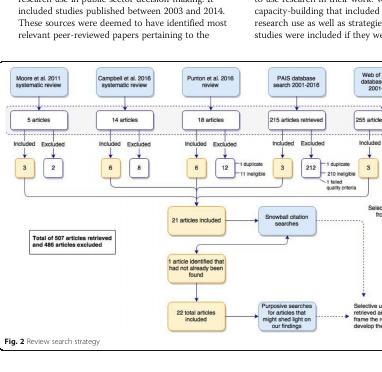 research use in public sector decision-making. It
included studies published between 2003 and 2014.
These sources were deemed to have identified most
relevant peer-reviewed papers pertaining to the
to use research in their work.
capacity-building that included
research use as well as strategie
studies were included if they we
Moore et al. 2011
systematic review
Campbell et al. 2016
systematic review
Punton et al. 2016
review
PAIS database
search 2001-2016
Web of
database
2001-
5 articles
14 articles
18 articles
215 articles retrieved
255 article
Included Excluded
Included Excluded
Included Excluded
Included Excluded
Included
3
2
6
8
6
12
1 duplicate
11 ineligible
3
212
1 duplicate
210 ineligible
1 failed
quality criteria
3
21 articles included
Snowball citation
searches
Selec
fro
Total of 507 articles retrieved
and 486 articles excluded
1 article identified that
had not already been
found
22 total articles
included
Purposive searches
for articles that
might shed light on
our findings
Selective u
retrieved a
frame the r
develop the
Fig. 2 Review search strategy